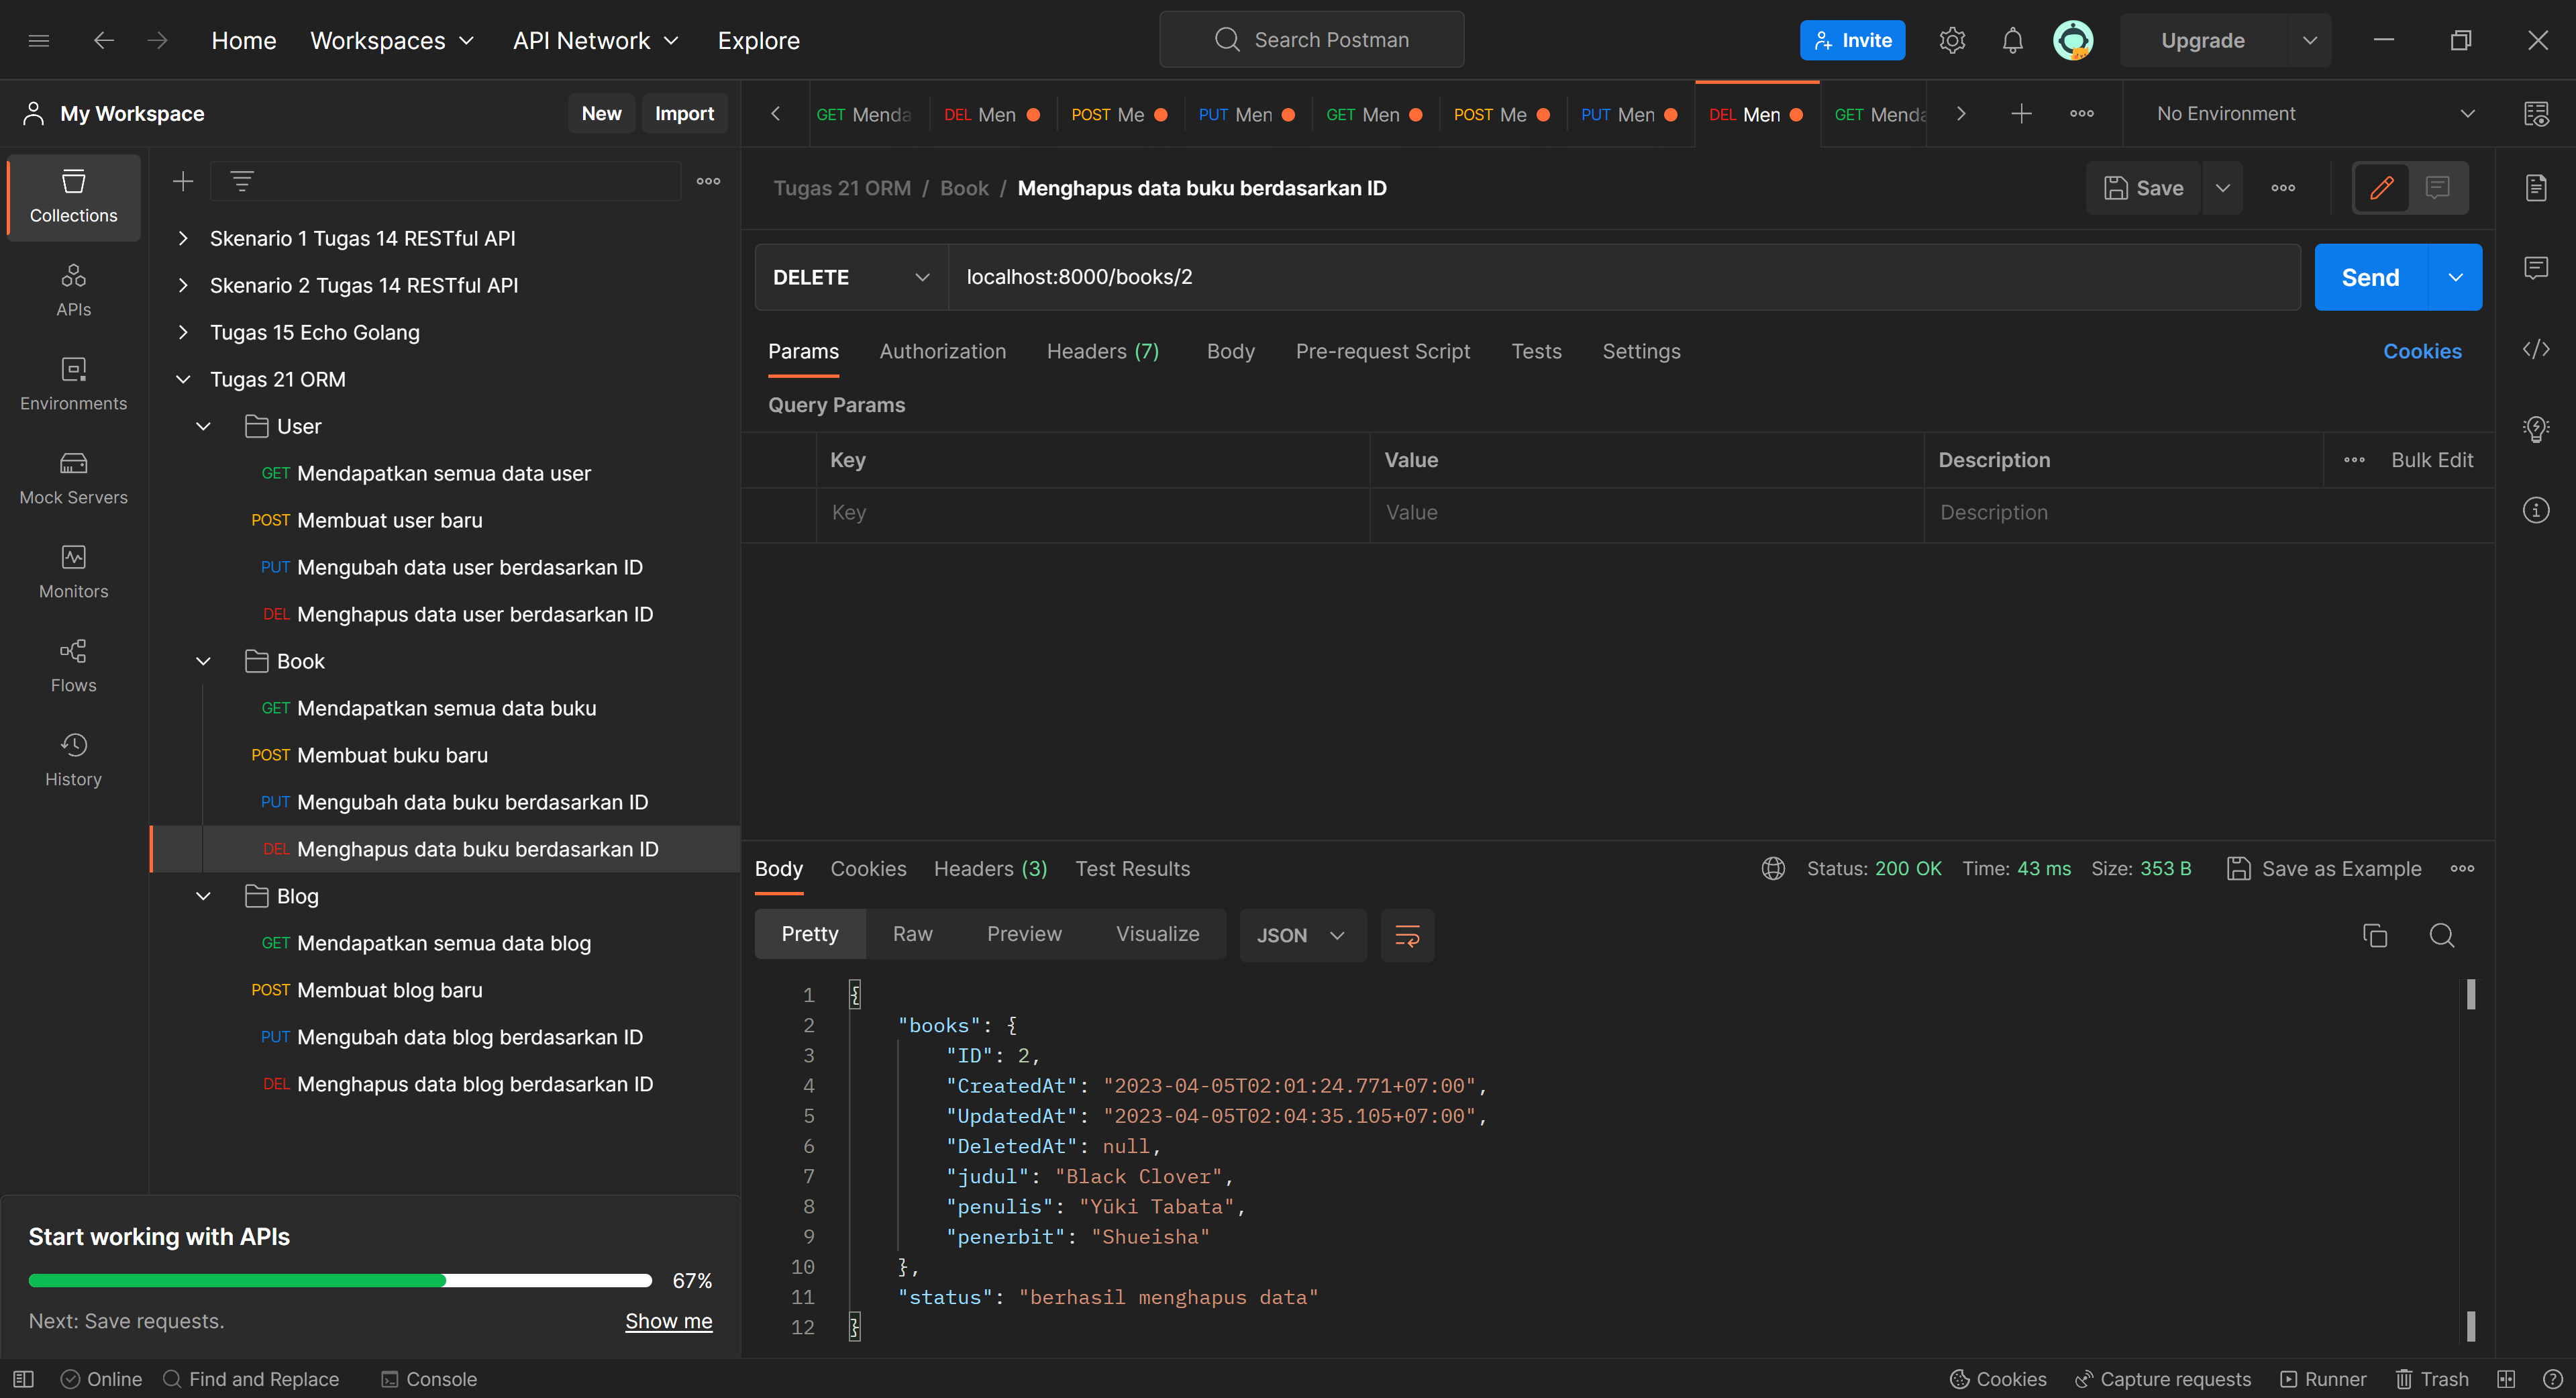 Home Workspaces API Network Explore Search Postman Invite Upgrade
My Workspace New Import
GET Menda DEL Men POST Me PUT Men GET Men POST Me PUT Men DEL Men GET Menda No Environment
Collections
APIs
Environments
Mock Servers
Monitors
Flows
History
Skenario 1 Tugas 14 RESTful API
Skenario 2 Tugas 14 RESTful API
Tugas 15 Echo Golang
Tugas 21 ORM
User
GET Mendapatkan semua data user
POST Membuat user baru
PUT Mengubah data user berdasarkan ID
DEL Menghapus data user berdasarkan ID
Book
GET Mendapatkan semua data buku
POST Membuat buku baru
PUT Mengubah data buku berdasarkan ID
DEL Menghapus data buku berdasarkan ID
Blog
GET Mendapatkan semua data blog
POST Membuat blog baru
PUT Mengubah data blog berdasarkan ID
DEL Menghapus data blog berdasarkan ID
Start working with APIs
67%
Next: Save requests. Show me
Tugas 21 ORM / Book / Menghapus data buku berdasarkan ID Save
DELETE localhost:8000/books/2 Send
Params Authorization Headers (7) Body Pre-request Script Tests Settings Cookies
Query Params
Key Value Description Bulk Edit
Key Value Description
Body Cookies Headers (3) Test Results Status: 200 OK Time: 43 ms Size: 353 B Save as Example
Pretty Raw Preview Visualize JSON
1 {
2 "books": {
3 "ID": 2,
4 "CreatedAt": "2023-04-05T02:01:24.771+07:00",
5 "UpdatedAt": "2023-04-05T02:04:35.105+07:00",
6 "DeletedAt": null,
7 "judul": "Black Clover",
8 "penulis": "Yūki Tabata",
9 "penerbit": "Shueisha"
10 },
11 "status": "berhasil menghapus data"
12 }
Online Find and Replace Console Cookies Capture requests Runner Trash